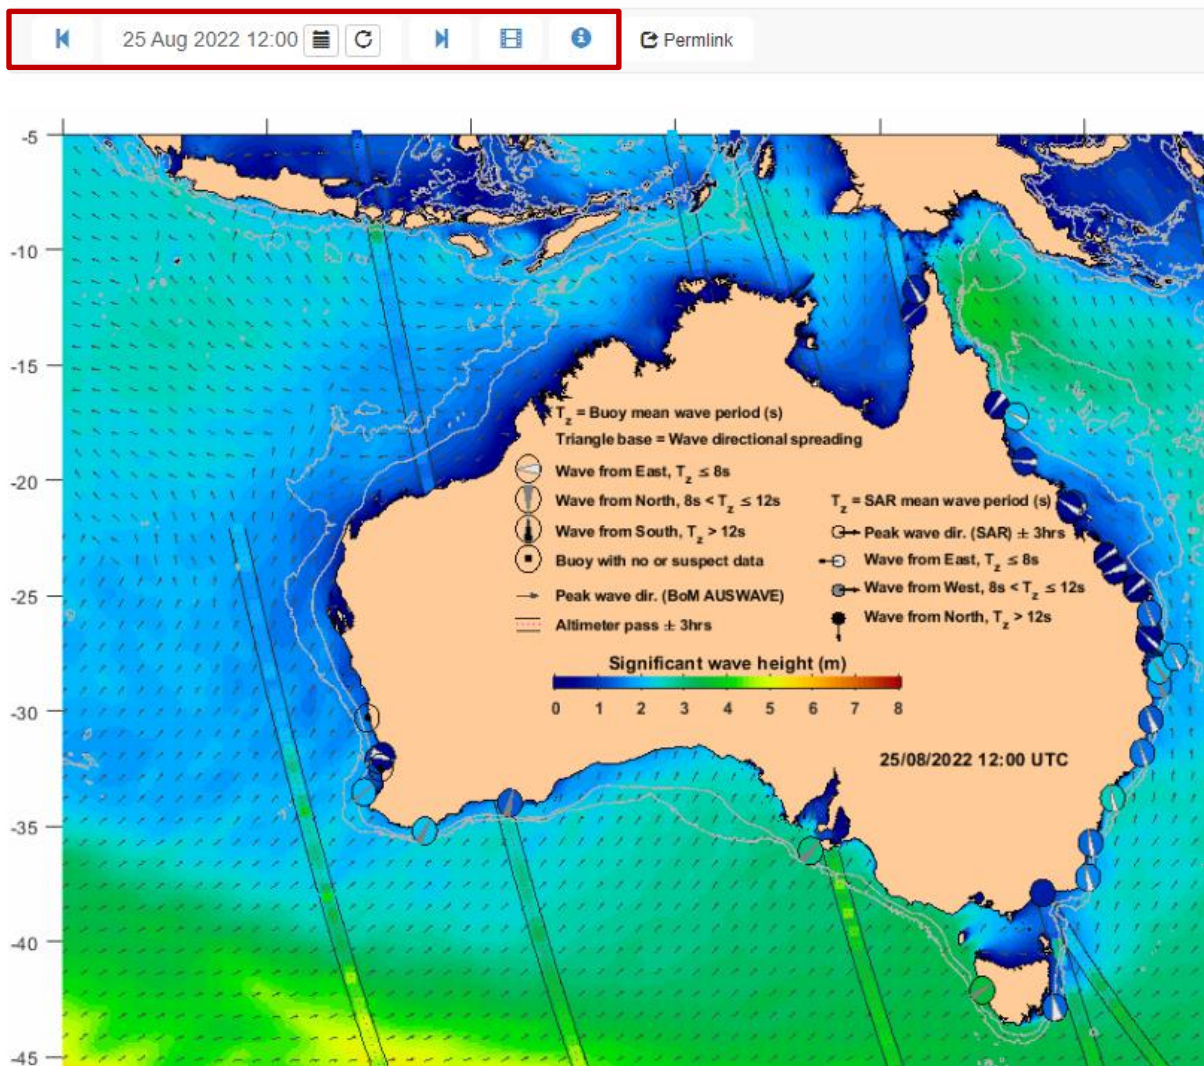 25 Aug 2022 12:00
Permlink
-5
-10
-15
-20
-25
-30
-35
-40
-45
Tz = Buoy mean wave period (s)
Triangle base = Wave directional spreading
Wave from East, Tz ≤ 8s
Wave from North, 8s < Tz ≤ 12s
Wave from South, Tz > 12s
Buoy with no or suspect data
Peak wave dir. (BoM AUSWAVE)
Altimeter pass ± 3hrs
Tz = SAR mean wave period (s)
Peak wave dir. (SAR) ± 3hrs
Wave from East, Tz ≤ 8s
Wave from West, 8s < Tz ≤ 12s
Wave from North, Tz > 12s
Significant wave height (m)
0 1 2 3 4 5 6 7 8
25/08/2022 12:00 UTC